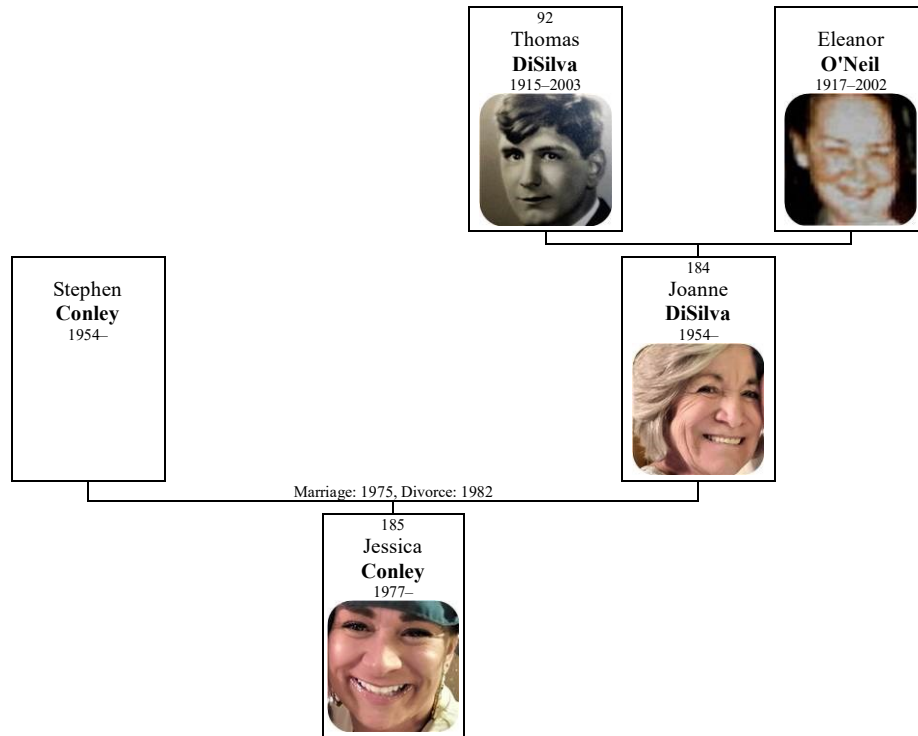 92
Thomas
DiSilva
1915–2003
Eleanor
O'Neil
1917–2002
Stephen
Conley
1954–
184
Joanne
DiSilva
1954–
Marriage: 1975, Divorce: 1982
185
Jessica
Conley
1977–